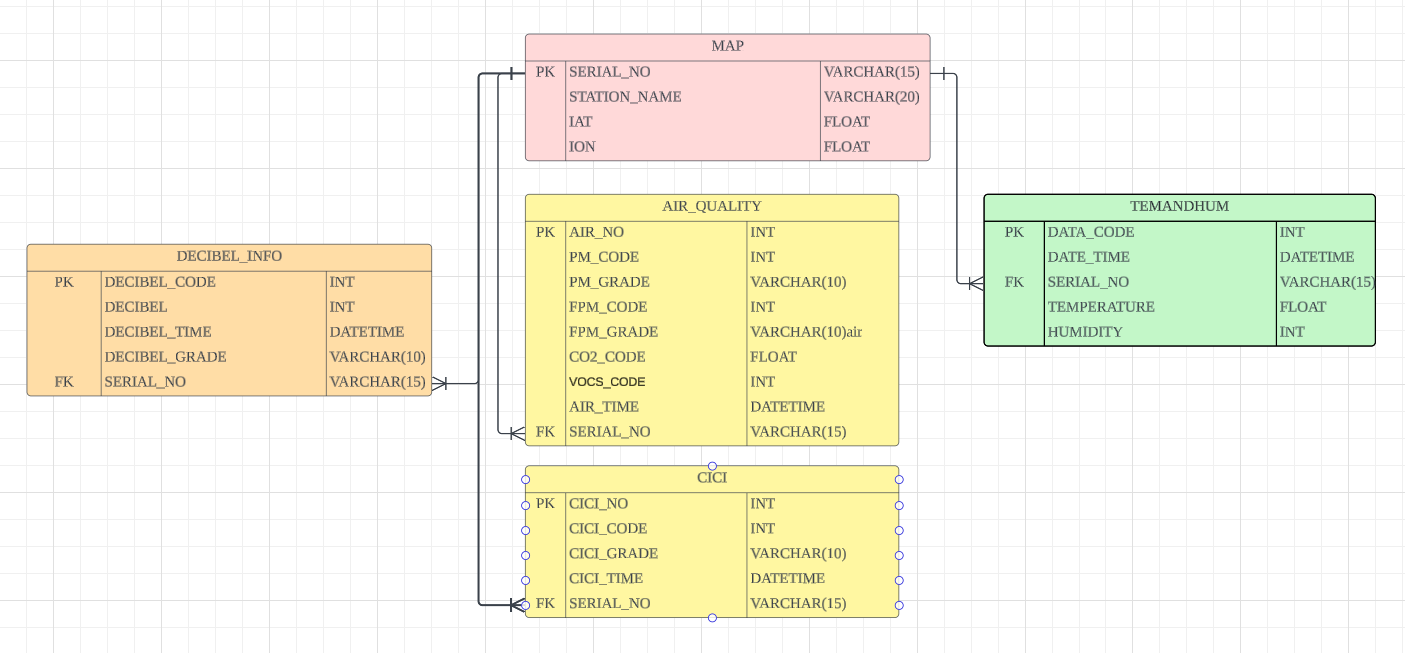 MAP
PK SERIAL_NO VARCHAR(15)
STATION_NAME VARCHAR(20)
IAT FLOAT
ION FLOAT
AIR_QUALITY
PK AIR_NO INT
PM_CODE INT
PM_GRADE VARCHAR(10)
FPM_CODE INT
FPM_GRADE VARCHAR(10)air
CO2_CODE FLOAT
VOCS_CODE INT
AIR_TIME DATETIME
FK SERIAL_NO VARCHAR(15)
TEMANDHUM
PK DATA_CODE INT
DATE_TIME DATETIME
FK SERIAL_NO VARCHAR(15)
TEMPERATURE FLOAT
HUMIDITY INT
DECIBEL_INFO
PK DECIBEL_CODE INT
DECIBEL INT
DECIBEL_TIME DATETIME
DECIBEL_GRADE VARCHAR(10)
FK SERIAL_NO VARCHAR(15)
CICI
PK CICI_NO INT
CICI_CODE INT
CICI_GRADE VARCHAR(10)
CICI_TIME DATETIME
FK SERIAL_NO VARCHAR(15)